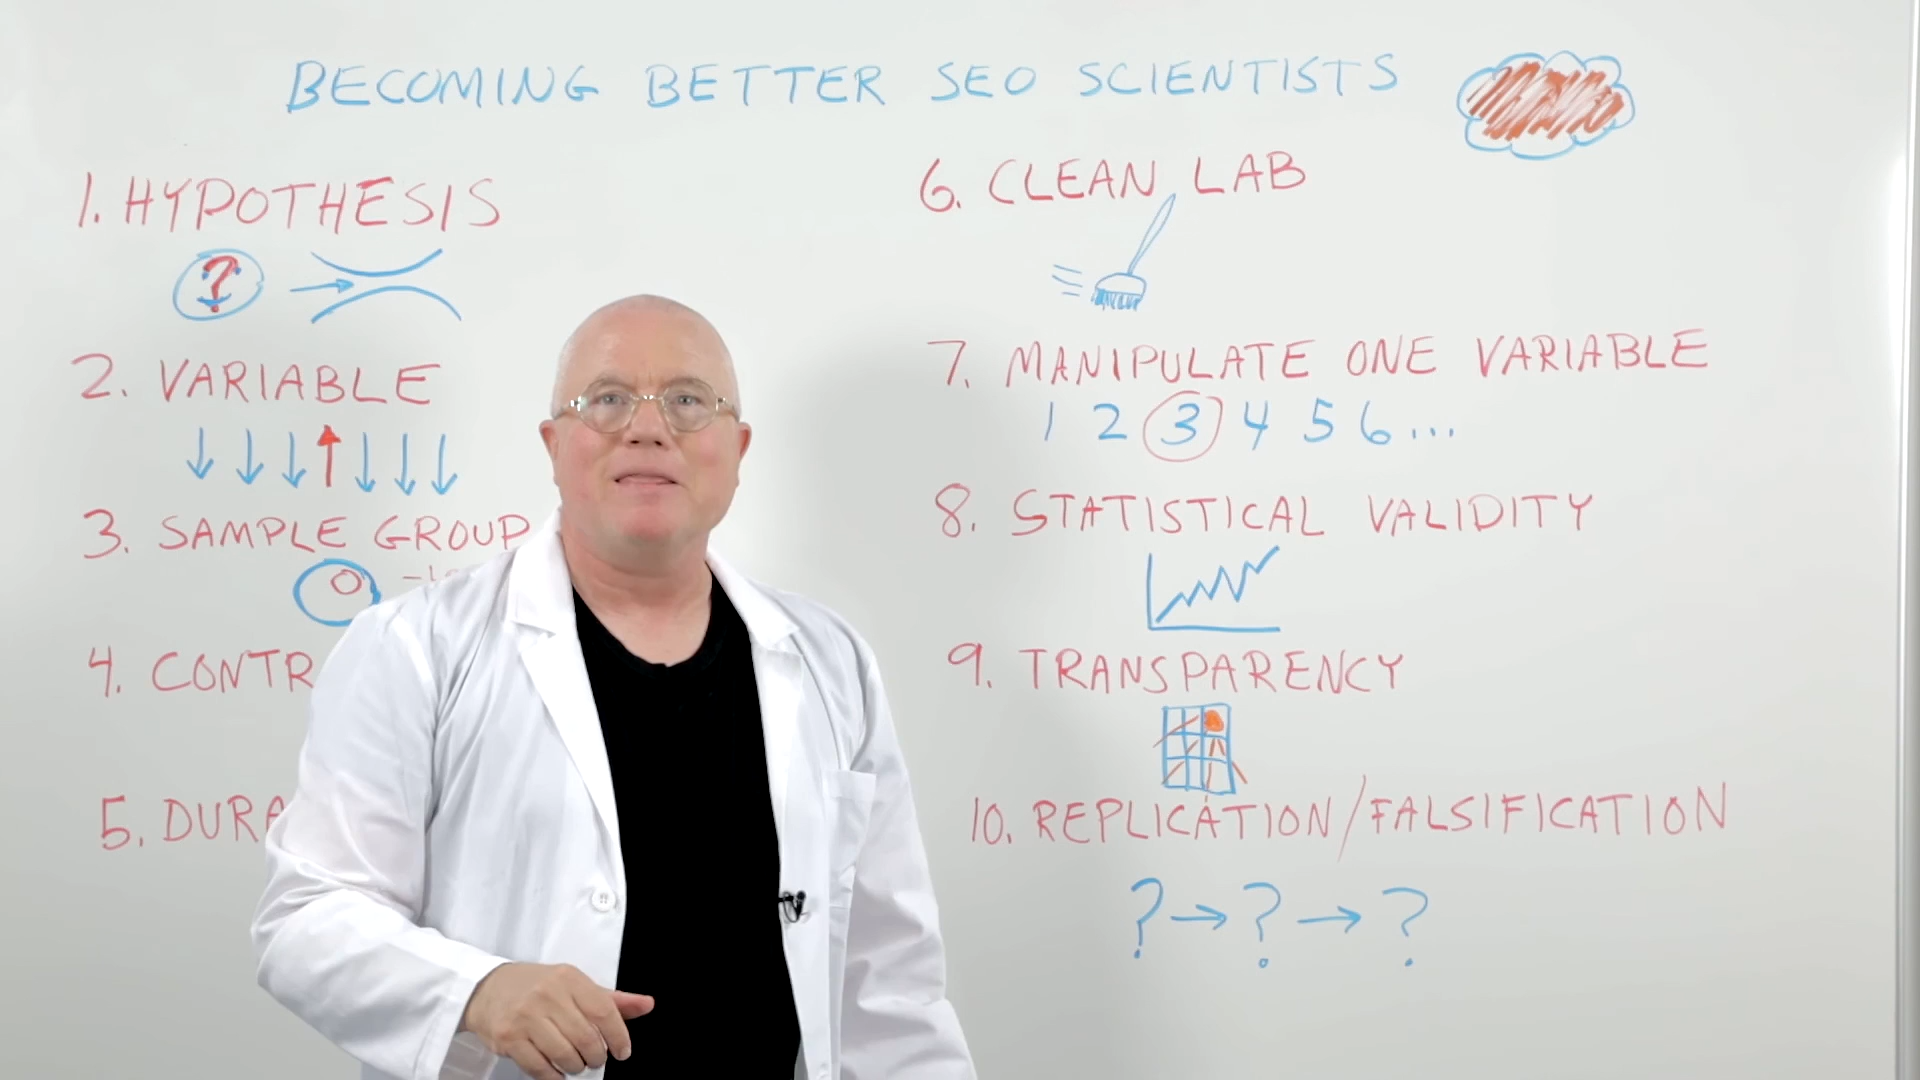 BECOMING BETTER SEO SCIENTISTS
1. HYPOTHESIS
?
2. VARIABLE
3. SAMPLE GROUP
4. CONTR
5. DURA
6. CLEAN LAB
7. MANIPULATE ONE VARIABLE
1 2 3 4 5 6...
8. STATISTICAL VALIDITY
9. TRANSPARENCY
10. REPLICATION/FALSIFICATION
? → ? → ?